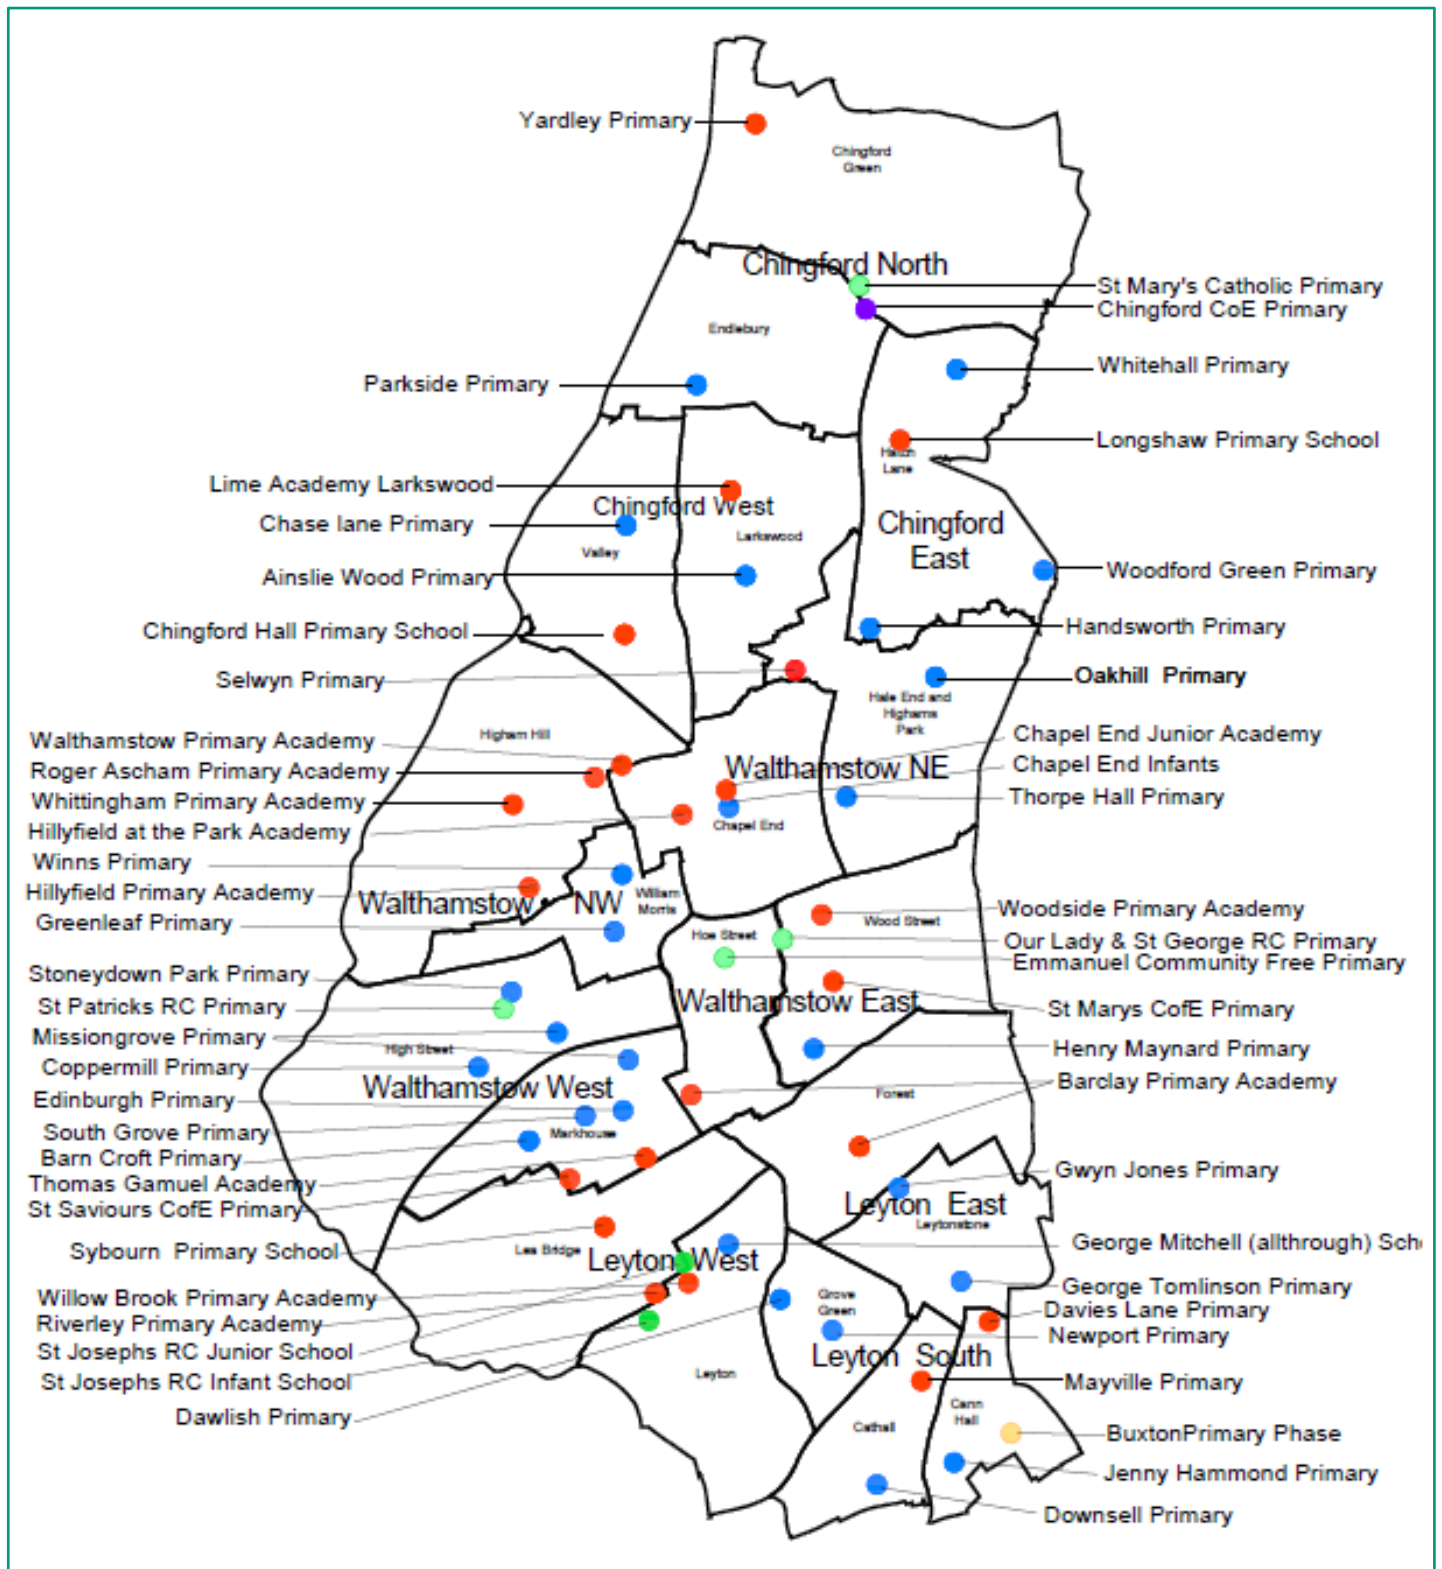 Yardley Primary
Chingford
Green
Chingford North
St Mary's Catholic Primary
Chingford CoE Primary
Endlebury
Whitehall Primary
Parkside Primary
Longshaw Primary School
Hatch
Lane
Lime Academy Larkswood
Chingford West
Chase lane Primary
Larkswood
Valley
Chingford
East
Ainslie Wood Primary
Woodford Green Primary
Chingford Hall Primary School
Handsworth Primary
Selwyn Primary
Oakhill Primary
Hale End and
Highams
Park
Higham Hill
Walthamstow Primary Academy
Chapel End Junior Academy
Roger Ascham Primary Academy
Walthamstow NE
Chapel End Infants
Whittingham Primary Academy
Thorpe Hall Primary
Hillyfield at the Park Academy
Chapel End
Winns Primary
Hillyfield Primary Academy
Walthamstow NW
William
Morris
Greenleaf Primary
Woodside Primary Academy
Wood Street
Hoe Street
Our Lady & St George RC Primary
Emmanuel Community Free Primary
Stoneydown Park Primary
St Patricks RC Primary
Walthamstow East
St Marys CofE Primary
Missiongrove Primary
High Street
Henry Maynard Primary
Coppermill Primary
Walthamstow West
Barclay Primary Academy
Forest
Edinburgh Primary
South Grove Primary
Markhouse
Barn Croft Primary
Gwyn Jones Primary
Thomas Gamuel Academy
St Saviours CofE Primary
Leyton East
Leytonstone
Sybourn Primary School
Lea Bridge
Leyton West
George Mitchell (allthrough) Sch
George Tomlinson Primary
Willow Brook Primary Academy
Grove
Green
Davies Lane Primary
Riverley Primary Academy
Newport Primary
St Josephs RC Junior School
Leyton South
St Josephs RC Infant School
Leyton
Mayville Primary
Dawlish Primary
Cann
Hall
Cathall
BuxtonPrimary Phase
Jenny Hammond Primary
Downsell Primary